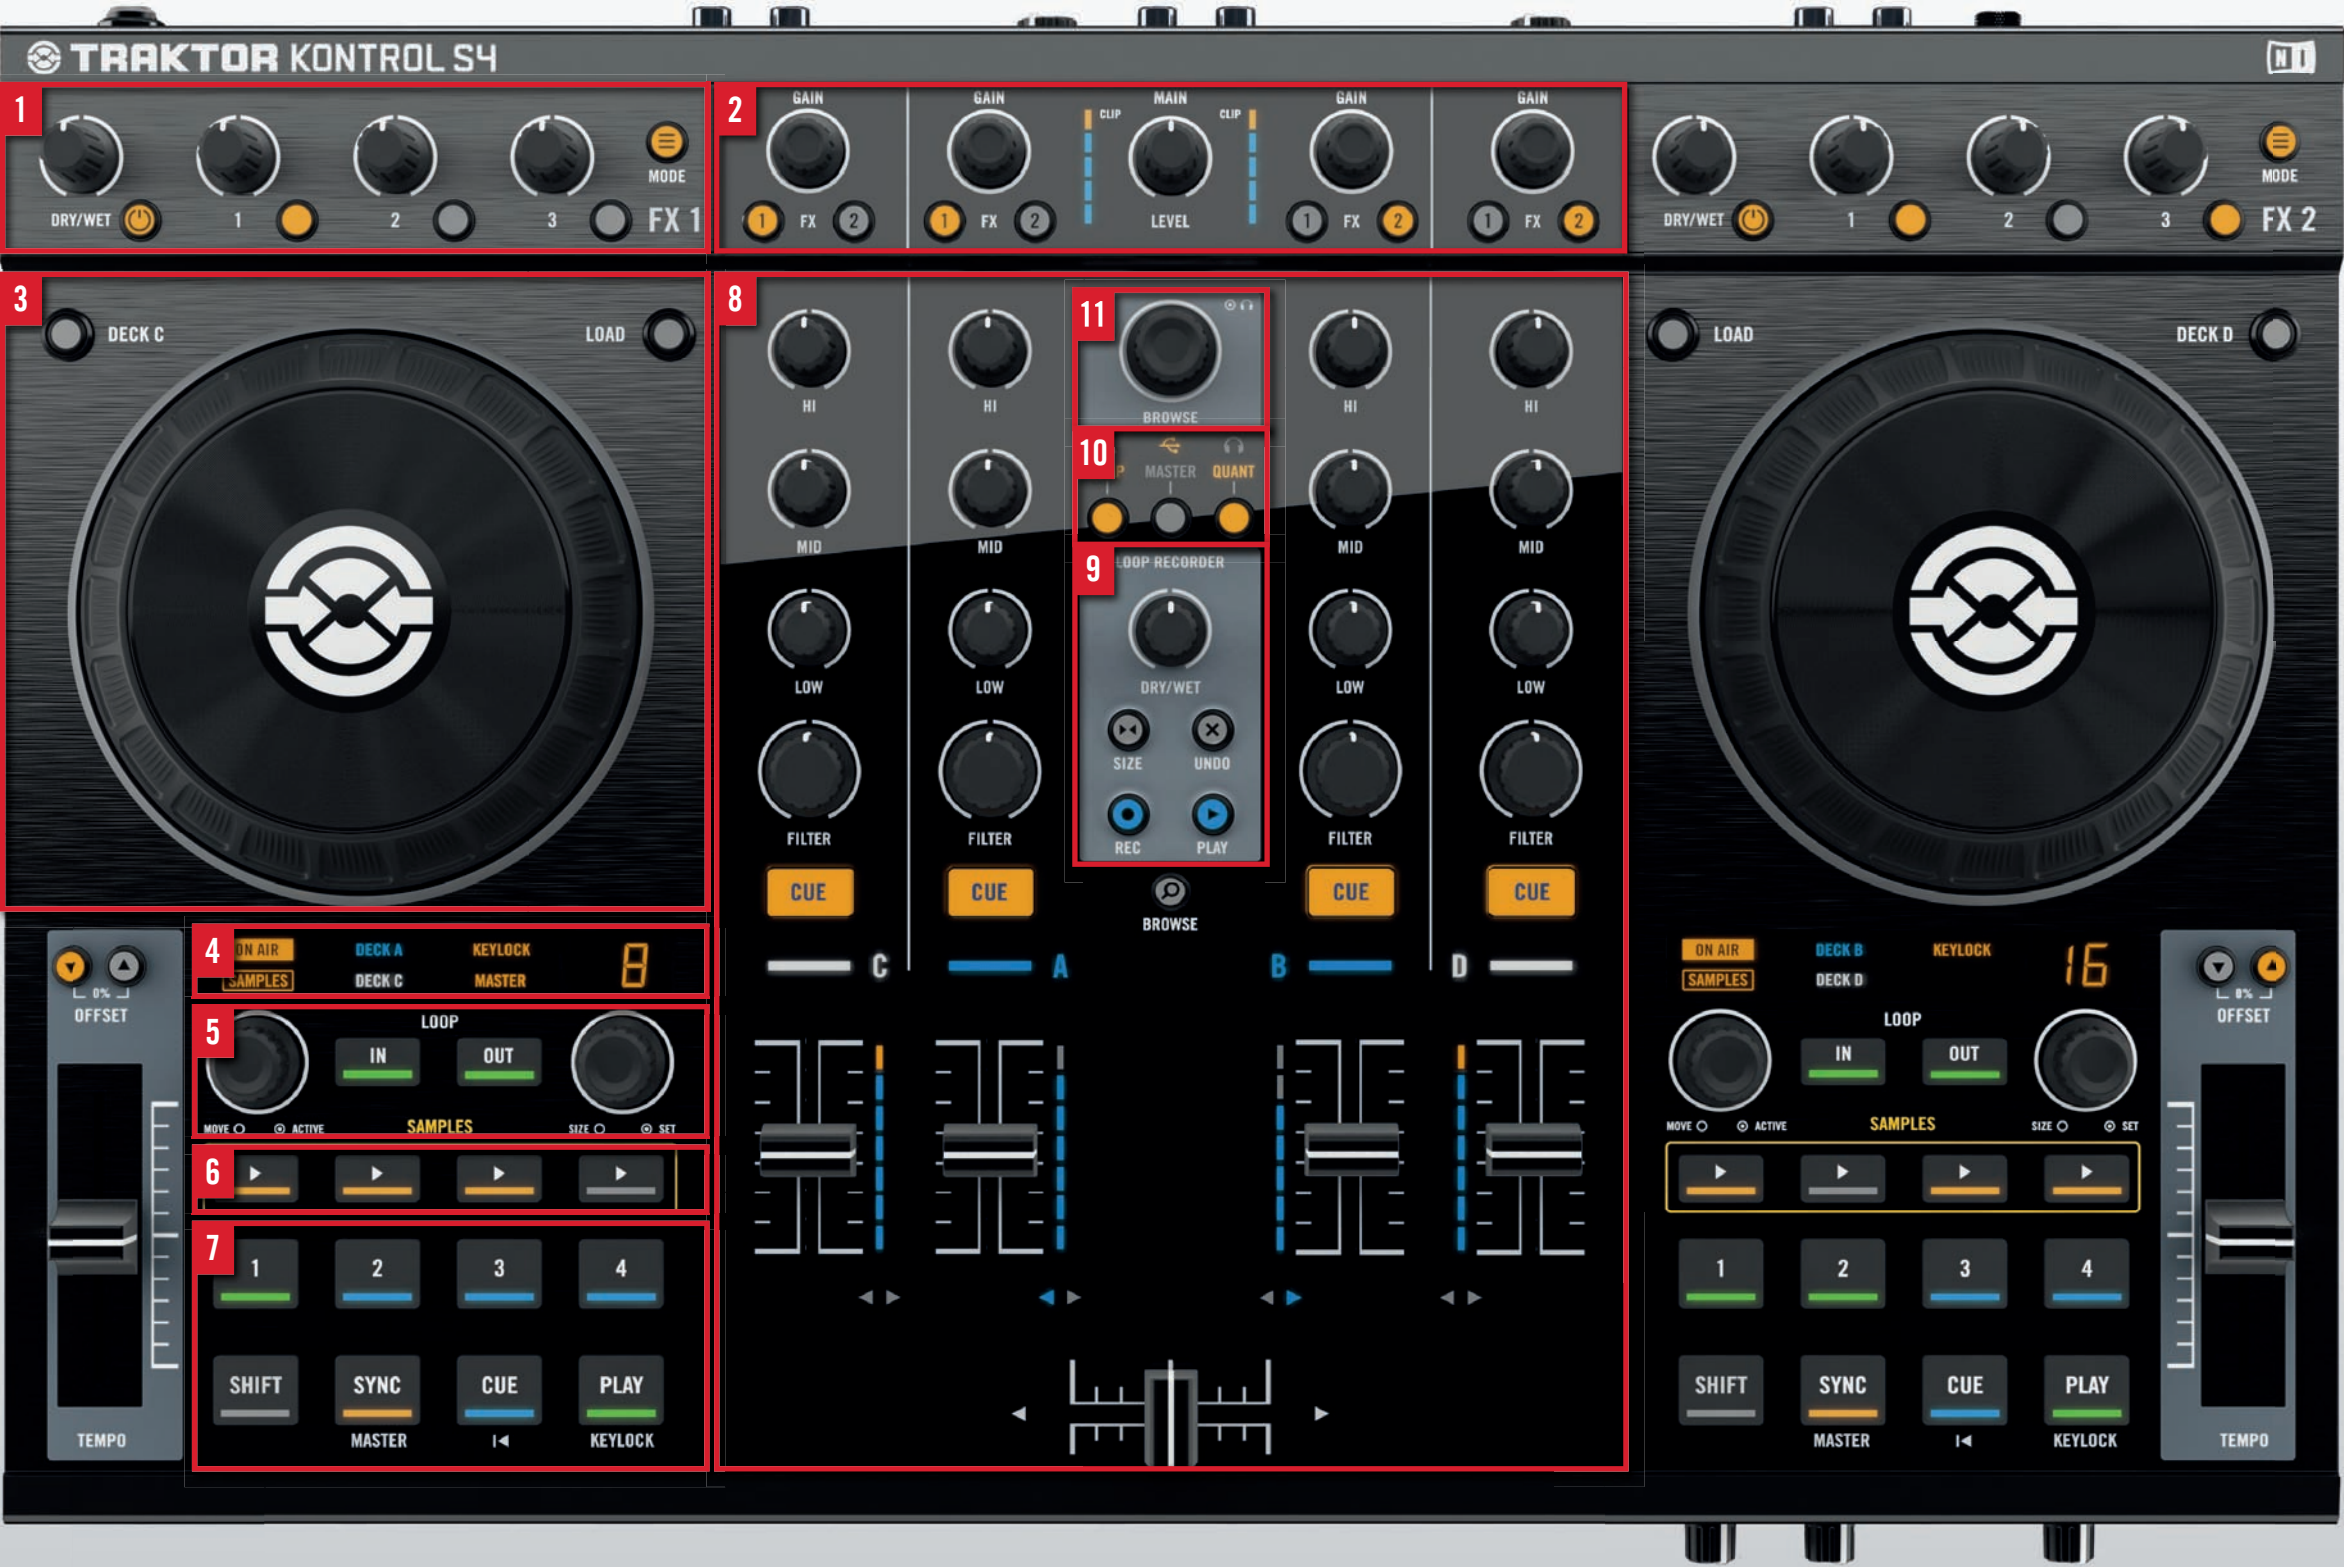 TRAKTOR KONTROL S4
NI
1
DRY/WET 1 2 3 MODE FX 1
2
GAIN GAIN MAIN GAIN GAIN
CLIP CLIP
1 FX 2 1 FX 2 LEVEL 1 FX 2 1 FX 2
DRY/WET 1 2 3 MODE FX 2
3
DECK C LOAD
8
HI HI HI HI
MID MID MID MID
LOW LOW LOW LOW
FILTER FILTER FILTER FILTER
CUE CUE CUE CUE
C A B D
11
BROWSE
10
MASTER QUANT
9
LOOP RECORDER
DRY/WET
SIZE UNDO
REC PLAY
BROWSE
LOAD DECK D
0%
OFFSET
TEMPO
4
ON AIR DECK A KEYLOCK 8
SAMPLES DECK C MASTER
5
LOOP
IN OUT
MOVE ACTIVE SAMPLES SIZE SET
6
7
1 2 3 4
SHIFT SYNC CUE PLAY
MASTER KEYLOCK
ON AIR DECK B KEYLOCK 16
SAMPLES DECK D
LOOP
IN OUT
MOVE ACTIVE SAMPLES SIZE SET
1 2 3 4
SHIFT SYNC CUE PLAY
MASTER KEYLOCK
0%
OFFSET
TEMPO